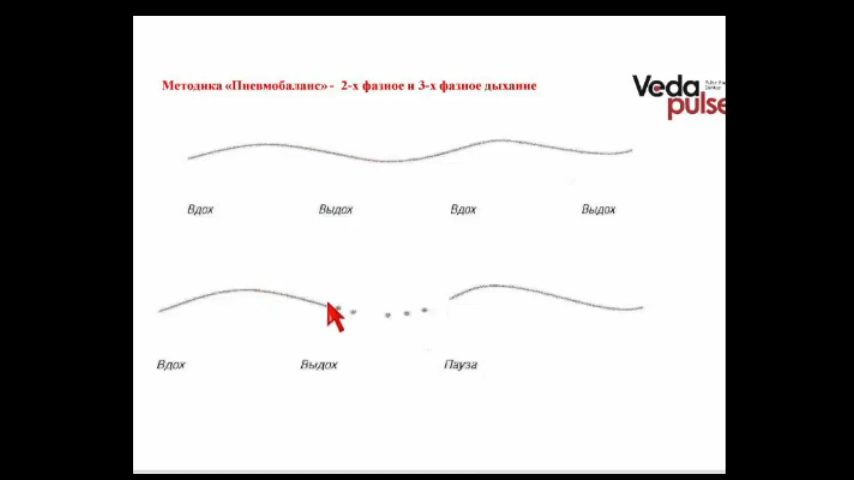 Методика «Пневмобаланс» - 2-х фазное и 3-х фазное дыхание
Veda
pulse
Вдох Выдох Вдох Выдох
Вдох Выдох Пауза